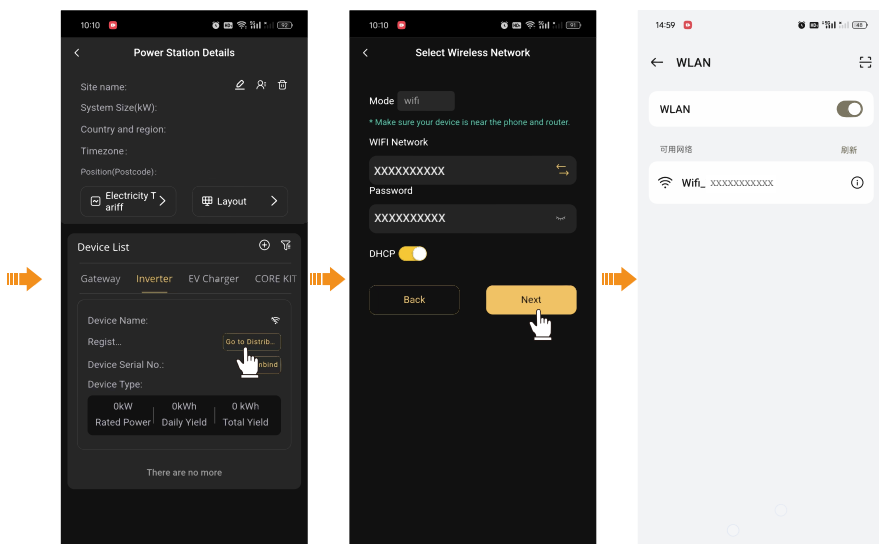 10:10
92
Power Station Details
Site name:
System Size(kW):
Country and region:
Timezone:
Position(Postcode):
Electricity T
ariff
Layout
Device List
Gateway Inverter EV Charger CORE KIT
Device Name:
Regist...
Go to Distrib...
Device Serial No.:
nbind
Device Type:
0kW 0kWh 0 kWh
Rated Power Daily Yield Total Yield
There are no more
10:10
91
Select Wireless Network
Mode wifi
* Make sure your device is near the phone and router.
WIFI Network
XXXXXXXXXX
Password
XXXXXXXXXX
DHCP
Back
Next
14:59
48
WLAN
WLAN
可用网络 刷新
Wifi_ XXXXXXXXXXX